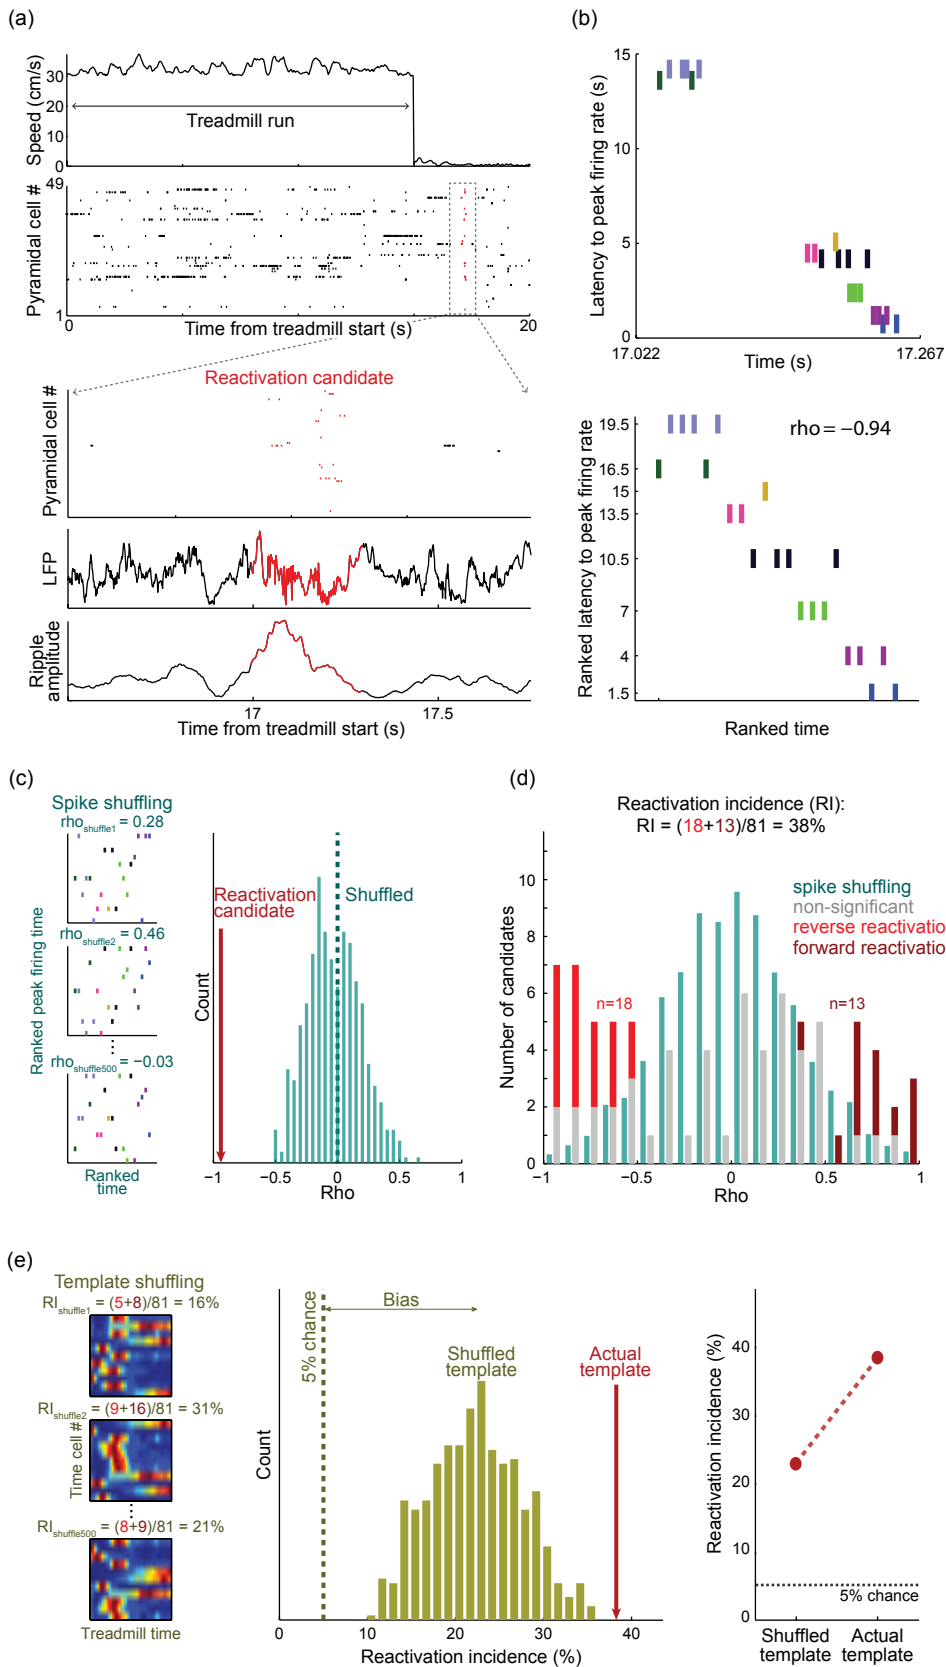 (a)
Speed (cm/s)
30
20
10
0
Treadmill run
Pyramidal cell #
49
1
0
Time from treadmill start (s)
20
Reactivation candidate
Pyramidal cell #
LFP
Ripple
amplitude
17
17.5
Time from treadmill start (s)
(b)
Latency to peak firing rate (s)
15
10
5
0
17.022
17.267
Time (s)
Ranked latency to peak firing rate
rho = −0.94
19.5
16.5
15
13.5
10.5
7
4
1.5
Ranked time
(c)
Spike shuffling
rho shuffle1 = 0.28
rho shuffle2 = 0.46
rho shuffle500 = −0.03
Ranked peak firing time
Ranked
time
Count
Reactivation
candidate
Shuffled
−1
−0.5
0
0.5
1
Rho
(d)
Reactivation incidence (RI):
RI = (18+13)/81 = 38%
Number of candidates
10
8
6
4
2
0
spike shuffling
non-significant
reverse reactivatio
forward reactivatio
n=18
n=13
−1
−0.5
0
0.5
1
Rho
(e)
Template shuffling
RI shuffle1 = (5+8)/81 = 16%
RI shuffle2 = (9+16)/81 = 31%
RI shuffle500 = (8+9)/81 = 21%
Time cell #
Treadmill time
Count
5% chance
Bias
Shuffled
template
Actual
template
0
10
20
30
40
Reactivation incidence (%)
Reactivation incidence (%)
40
30
20
10
0
5% chance
Shuffled
template
Actual
template